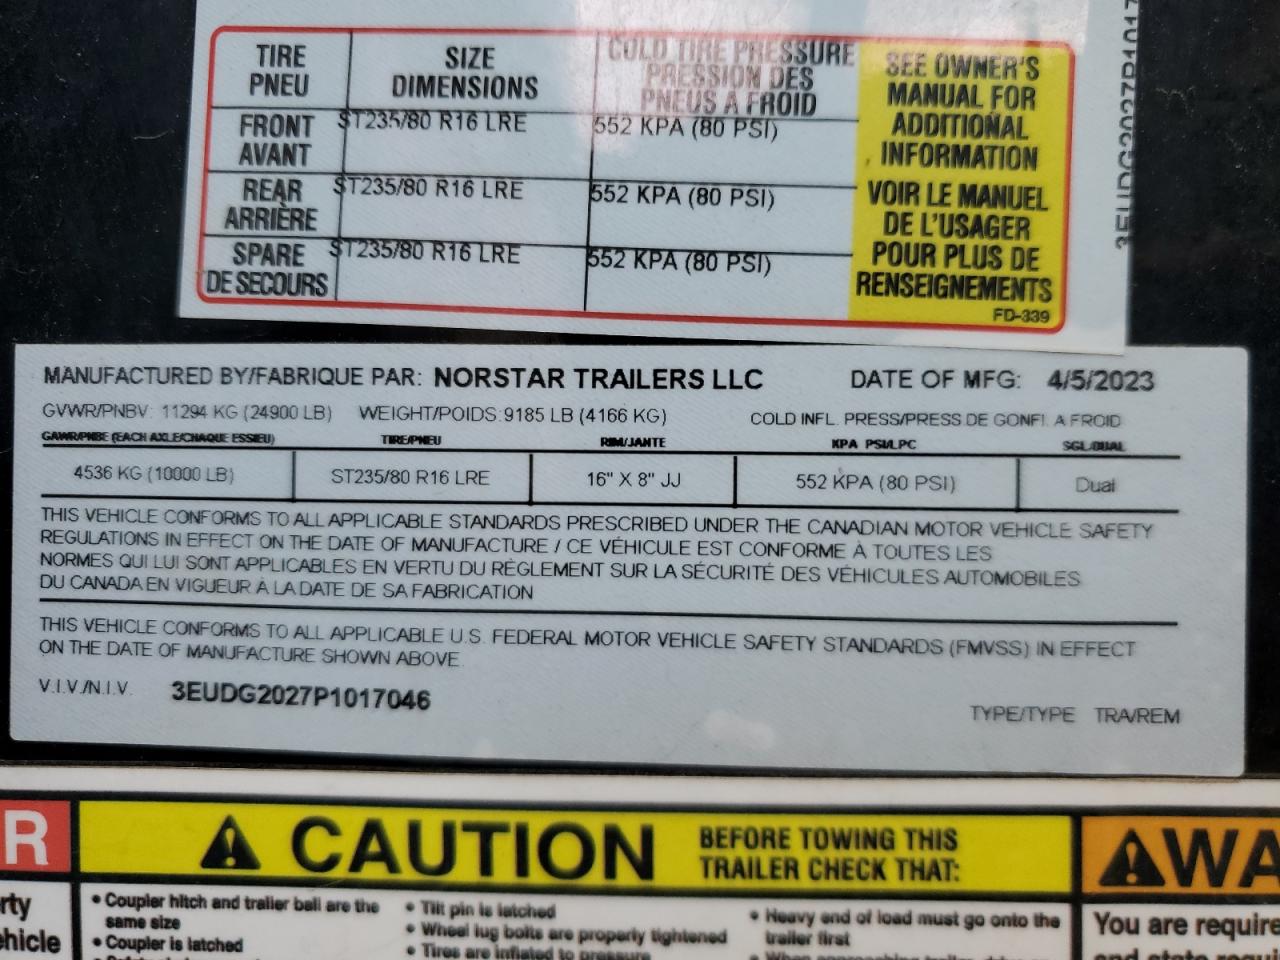 TIRE SIZE COLD TIRE PRESSURE
PNEU DIMENSIONS PRESSION DES
PNEUS A FROID
FRONT ST235/80 R16 LRE 552 KPA (80 PSI)
AVANT
REAR ST235/80 R16 LRE 552 KPA (80 PSI)
ARRIÈRE
SPARE ST235/80 R16 LRE 552 KPA (80 PSI)
DE SECOURS
SEE OWNER'S
MANUAL FOR
ADDITIONAL
INFORMATION
VOIR LE MANUEL
DE L'USAGER
POUR PLUS DE
RENSEIGNEMENTS
FD-339
3EUDG2027P1017
MANUFACTURED BY/FABRIQUE PAR: NORSTAR TRAILERS LLC DATE OF MFG: 4/5/2023
GVWR/PNBV: 11294 KG (24900 LB) WEIGHT/POIDS:9185 LB (4166 KG) COLD INFL. PRESS/PRESS.DE GONFL A FROID
GAWR/PNBE (EACH AXLE/CHAQUE ESSIEU) TIRE/PNEU RIM/JANTE KPA PSI/LPC SGL/DUAL
4536 KG (10000 LB) ST235/80 R16 LRE 16" X 8" JJ 552 KPA (80 PSI) Dual
THIS VEHICLE CONFORMS TO ALL APPLICABLE STANDARDS PRESCRIBED UNDER THE CANADIAN MOTOR VEHICLE SAFETY
REGULATIONS IN EFFECT ON THE DATE OF MANUFACTURE / CE VÉHICULE EST CONFORME À TOUTES LES
NORMES QUI LUI SONT APPLICABLES EN VERTU DU RÈGLEMENT SUR LA SÉCURITÉ DES VÉHICULES AUTOMOBILES
DU CANADA EN VIGUEUR À LA DATE DE SA FABRICATION
THIS VEHICLE CONFORMS TO ALL APPLICABLE U.S. FEDERAL MOTOR VEHICLE SAFETY STANDARDS (FMVSS) IN EFFECT
ON THE DATE OF MANUFACTURE SHOWN ABOVE
V.I.V./N.I.V. 3EUDG2027P1017046
TYPE/TYPE TRA/REM
R
rty
ehicle
CAUTION BEFORE TOWING THIS
TRAILER CHECK THAT:
• Coupler hitch and trailer ball are the
same size
• Coupler is latched
• Tilt pin is latched
• Wheel lug bolts are properly tightened
• Tires are inflated to pressure
• Heavy end of load must go onto the
trailer first
WA
You are require
and state requi